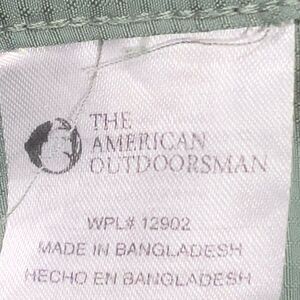 THE
AMERICAN
OUTDOORSMAN
WPL# 12902
MADE IN BANGLADESH
HECHO EN BANGLADESH